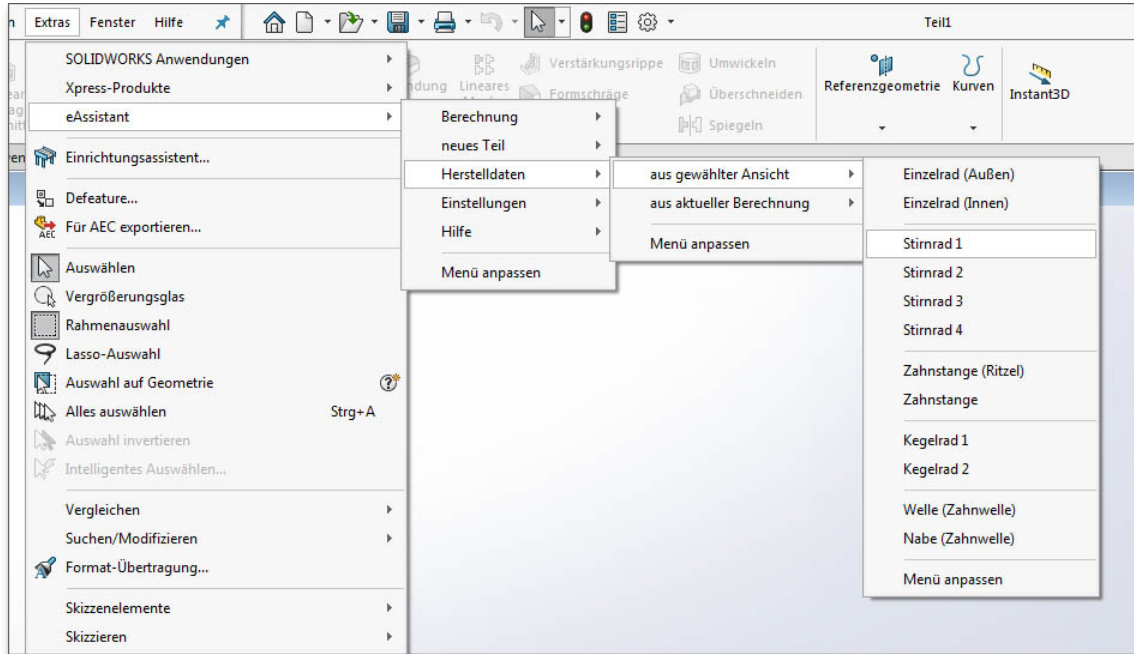 Extras Fenster Hilfe Teil1
Verstärkungsrippe Umwickeln
Lineares Formschräge Überschneiden
Spiegeln
Referenzgeometrie Kurven Instant3D
SOLIDWORKS Anwendungen
Xpress-Produkte
eAssistant
Einrichtungsassistent...
Defeature...
Für AEC exportieren...
Auswählen
Vergrößerungsglas
Rahmenauswahl
Lasso-Auswahl
Auswahl auf Geometrie
Alles auswählen Strg+A
Auswahl invertieren
Intelligentes Auswählen...
Vergleichen
Suchen/Modifizieren
Format-Übertragung...
Skizzenelemente
Skizzieren
Berechnung
neues Teil
Herstelldaten
Einstellungen
Hilfe
Menü anpassen
aus gewählter Ansicht
aus aktueller Berechnung
Menü anpassen
Einzelrad (Außen)
Einzelrad (Innen)
Stirnrad 1
Stirnrad 2
Stirnrad 3
Stirnrad 4
Zahnstange (Ritzel)
Zahnstange
Kegelrad 1
Kegelrad 2
Welle (Zahnwelle)
Nabe (Zahnwelle)
Menü anpassen